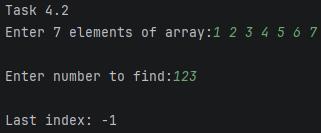 Task 4.2
Enter 7 elements of array:1 2 3 4 5 6 7
Enter number to find:123
Last index: -1